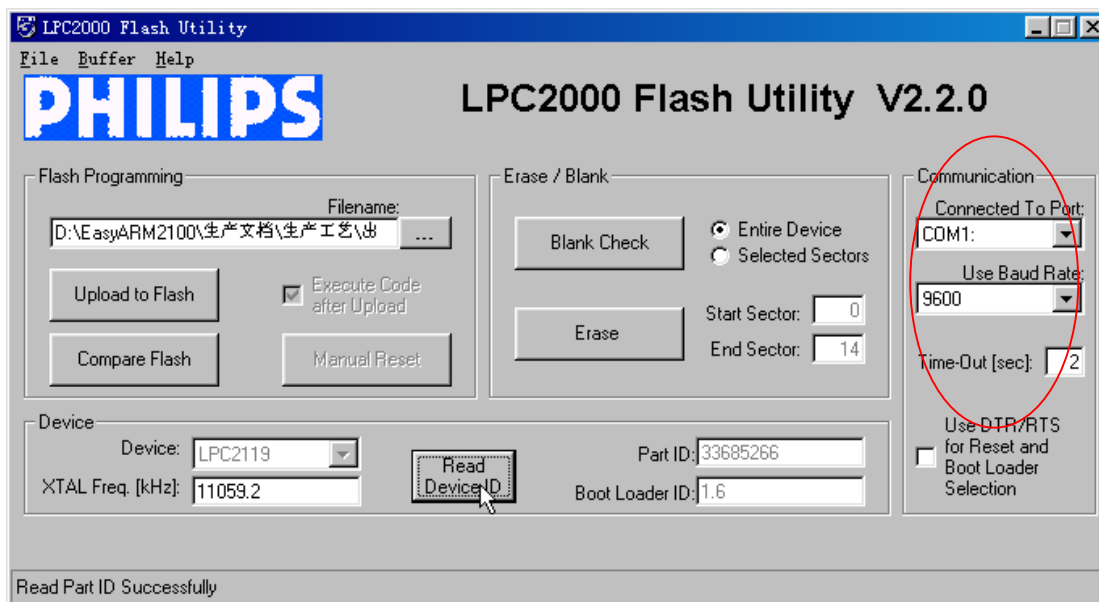 LPC2000 Flash Utility
File Buffer Help
PHILIPS
LPC2000 Flash Utility V2.2.0
Flash Programming
Filename:
D:\EasyARM2100\生产文档\生产工艺\出
...
Upload to Flash
Execute Code
after Upload
Compare Flash
Manual Reset
Erase / Blank
Blank Check
Entire Device
Selected Sectors
Erase
Start Sector: 0
End Sector: 14
Communication
Connected To Port:
COM1:
Use Baud Rate:
9600
Time-Out [sec]: 2
Use DTR/RTS
for Reset and
Boot Loader
Selection
Device
Device: LPC2119
XTAL Freq. [kHz]: 11059.2
Read
Device ID
Part ID: 33685266
Boot Loader ID: 1.6
Read Part ID Successfully